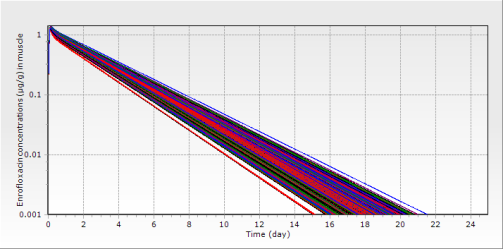 Enrofloxacin concentrations (µg/g) in muscle
1
0.1
0.01
0.001
0 2 4 6 8 10 12 14 16 18 20 22 24
Time (day)